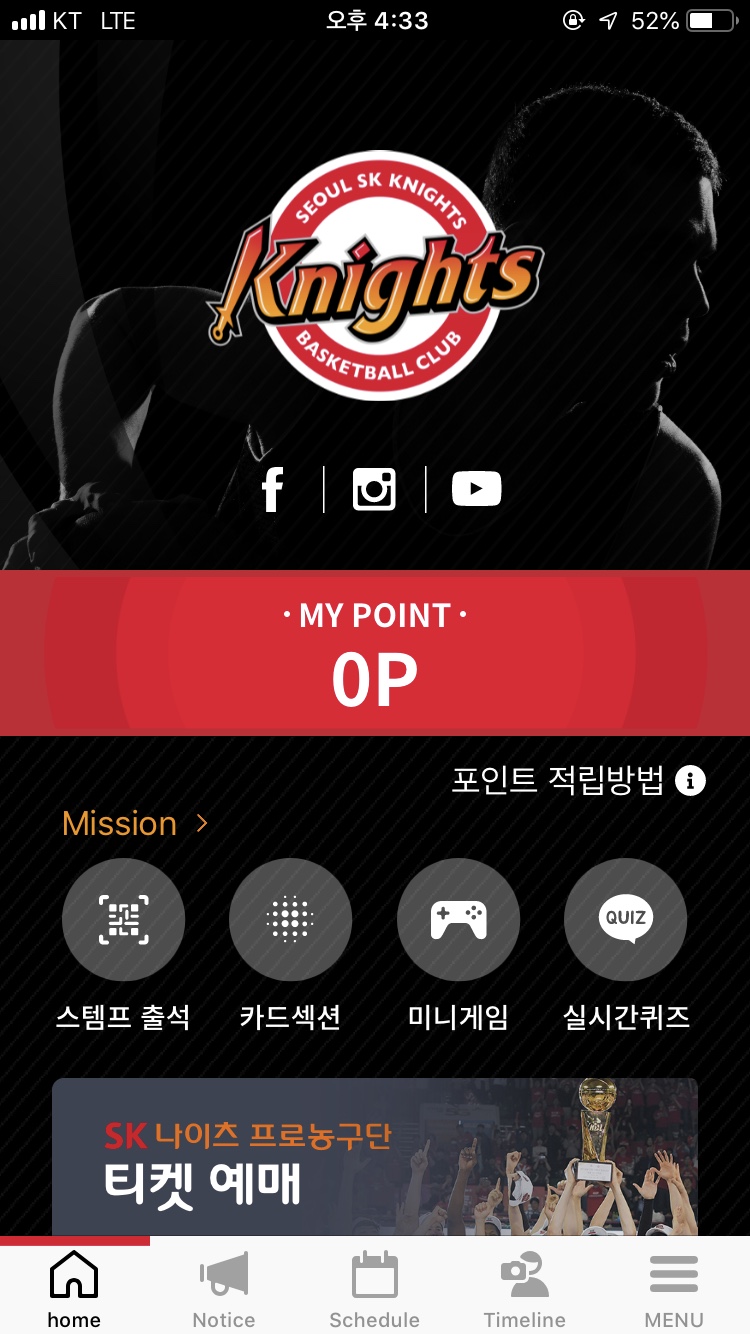 KT LTE 오후 4:33 52%
SEOUL SK KNIGHTS
Knights
BASKETBALL CLUB
· MY POINT ·
0P
포인트 적립방법
Mission >
QUIZ
스템프 출석 카드섹션 미니게임 실시간퀴즈
SK 나이츠 프로농구단
티켓 예매
home Notice Schedule Timeline MENU